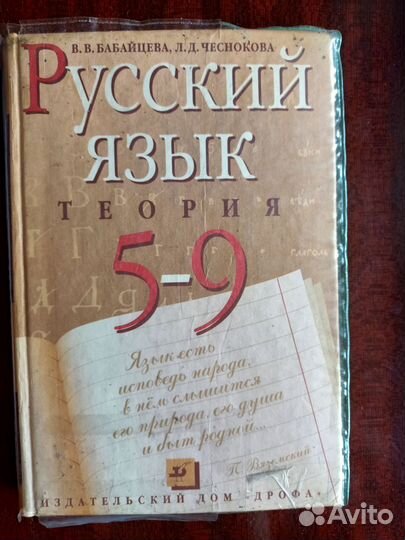 В. В. БАБАЙЦЕВА, Л. Д. ЧЕСНОКОВА
РУССКИЙ
ЯЗЫК
ТЕОРИЯ
5-9
Язык есть
исповедь народа,
в нём слышится
его природа, его душа
и быт родной...
П. Вяземский
ИЗДАТЕЛЬСКИЙ ДОМ "ДРОФА"
Avito